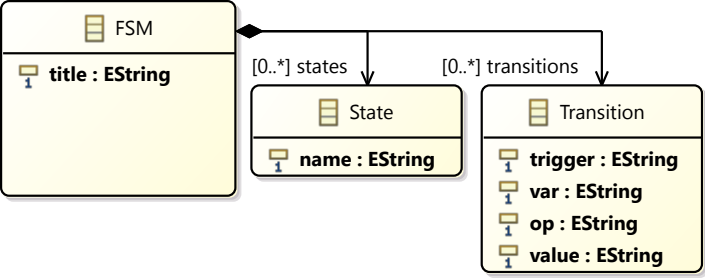 FSM
title : EString
[0..*] states
[0..*] transitions
State
name : EString
Transition
trigger : EString
var : EString
op : EString
value : EString